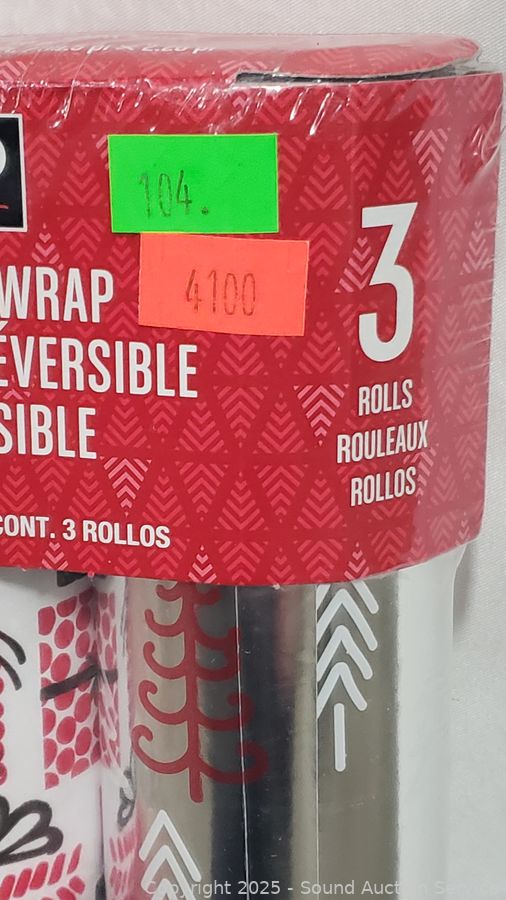 104.
4100
WRAP
ÉVERSIBLE
SIBLE
3
ROLLS
ROULEAUX
ROLLOS
CONT. 3 ROLLOS
Copyright 2025 - Sound Auction Service